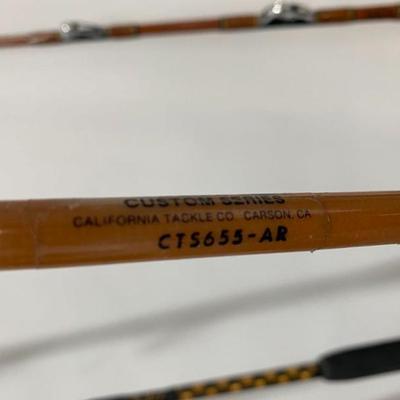 CUSTOM SERIES
CALIFORNIA TACKLE CO. CARSON, CA
CTS655-AR